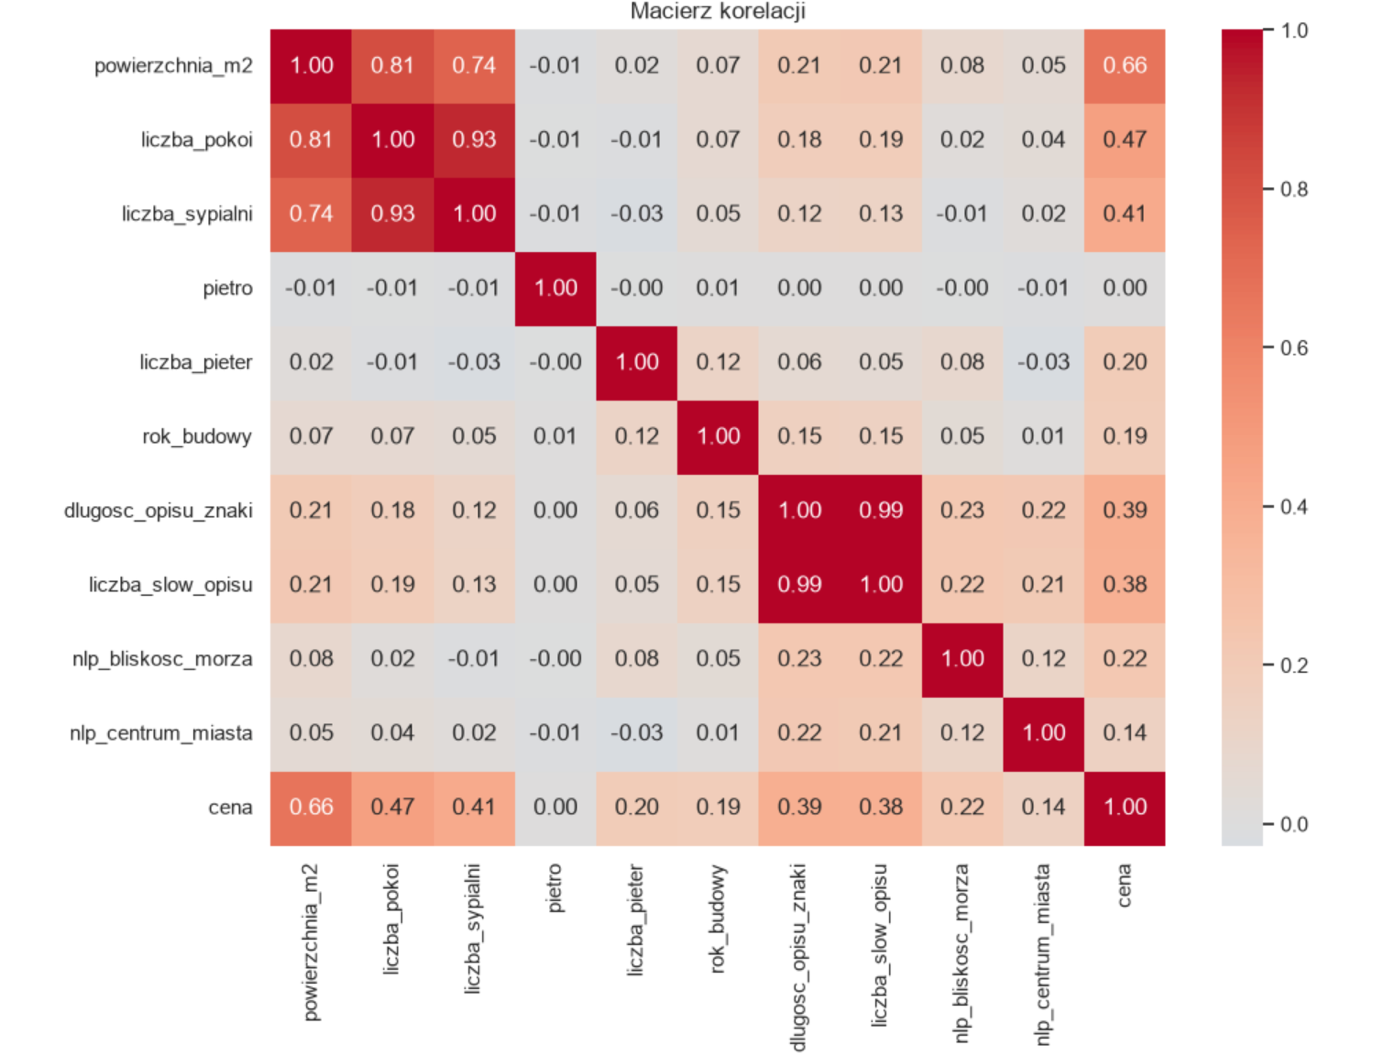 Macierz korelacji
powierzchnia_m2 1.00 0.81 0.74 -0.01 0.02 0.07 0.21 0.21 0.08 0.05 0.66
liczba_pokoi 0.81 1.00 0.93 -0.01 -0.01 0.07 0.18 0.19 0.02 0.04 0.47
liczba_sypialni 0.74 0.93 1.00 -0.01 -0.03 0.05 0.12 0.13 -0.01 0.02 0.41
pietro -0.01 -0.01 -0.01 1.00 -0.00 0.01 0.00 0.00 -0.00 -0.01 0.00
liczba_pieter 0.02 -0.01 -0.03 -0.00 1.00 0.12 0.06 0.05 0.08 -0.03 0.20
rok_budowy 0.07 0.07 0.05 0.01 0.12 1.00 0.15 0.15 0.05 0.01 0.19
dlugosc_opisu_znaki 0.21 0.18 0.12 0.00 0.06 0.15 1.00 0.99 0.23 0.22 0.39
liczba_slow_opisu 0.21 0.19 0.13 0.00 0.05 0.15 0.99 1.00 0.22 0.21 0.38
nlp_bliskosc_morza 0.08 0.02 -0.01 -0.00 0.08 0.05 0.23 0.22 1.00 0.12 0.22
nlp_centrum_miasta 0.05 0.04 0.02 -0.01 -0.03 0.01 0.22 0.21 0.12 1.00 0.14
cena 0.66 0.47 0.41 0.00 0.20 0.19 0.39 0.38 0.22 0.14 1.00
powierzchnia_m2
liczba_pokoi
liczba_sypialni
pietro
liczba_pieter
rok_budowy
dlugosc_opisu_znaki
liczba_slow_opisu
nlp_bliskosc_morza
nlp_centrum_miasta
cena
1.0
0.8
0.6
0.4
0.2
0.0